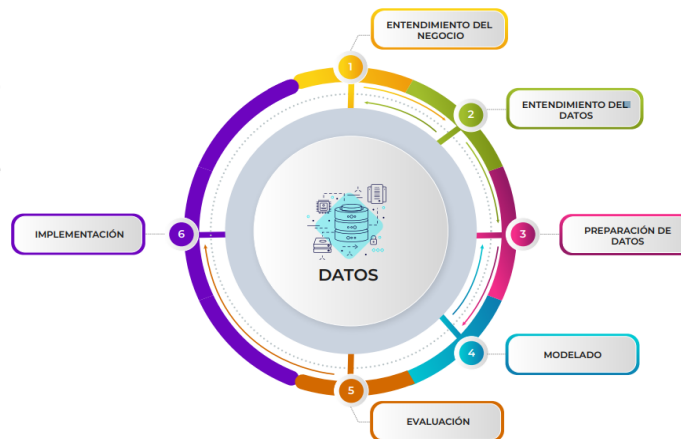 1
ENTENDIMIENTO DEL
NEGOCIO
2
ENTENDIMIENTO DEL
DATOS
3
PREPARACIÓN DE
DATOS
4
MODELADO
5
EVALUACIÓN
6
IMPLEMENTACIÓN
DATOS